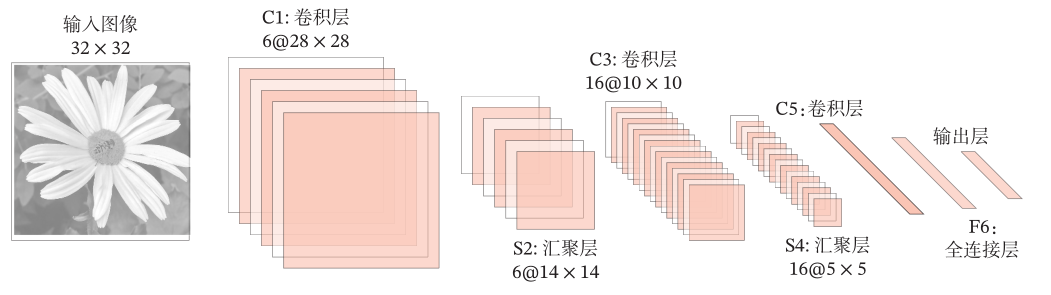 输入图像
32 × 32
C1: 卷积层
6@28 × 28
S2: 汇聚层
6@14 × 14
C3: 卷积层
16@10 × 10
S4: 汇聚层
16@5 × 5
C5: 卷积层
F6:
全连接层
输出层